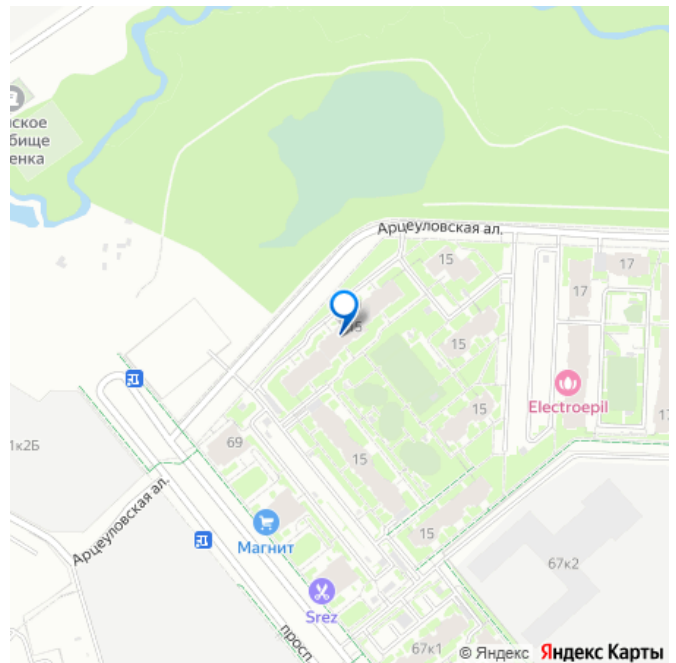 ское
бище
енка
Арцеуловская ал.
15
17
17
15
15
Electroepil
15
17
69
1к2Б
15
Арцеуловская ал.
Магнит
15
67к2
Srez
просп.
67к1
© Яндекс Яндекс Карты